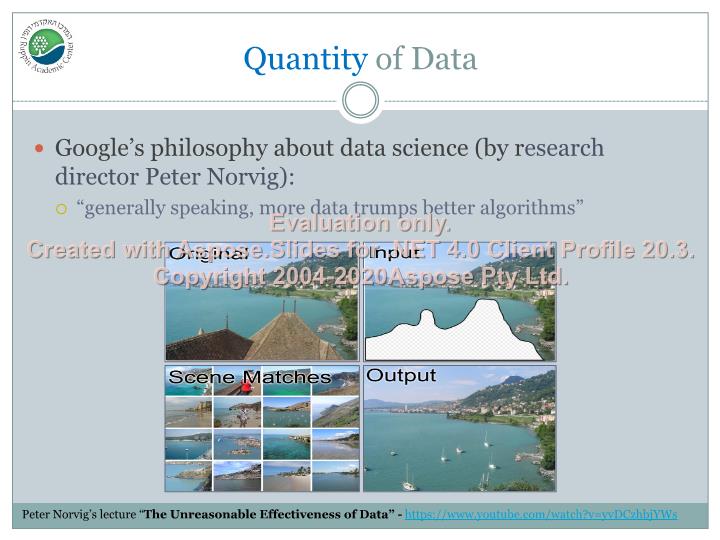 Quantity of Data
Ruppin Academic Center
Google’s philosophy about data science (by research
director Peter Norvig):
“generally speaking, more data trumps better algorithms”
Evaluation only.
Created with Aspose.Slides for .NET 4.0 Client Profile 20.3.
Copyright 2004-2020Aspose Pty Ltd.
Original
Input
Scene Matches
Output
Peter Norvig’s lecture “The Unreasonable Effectiveness of Data” - https://www.youtube.com/watch?v=yvDCzhbjYWs